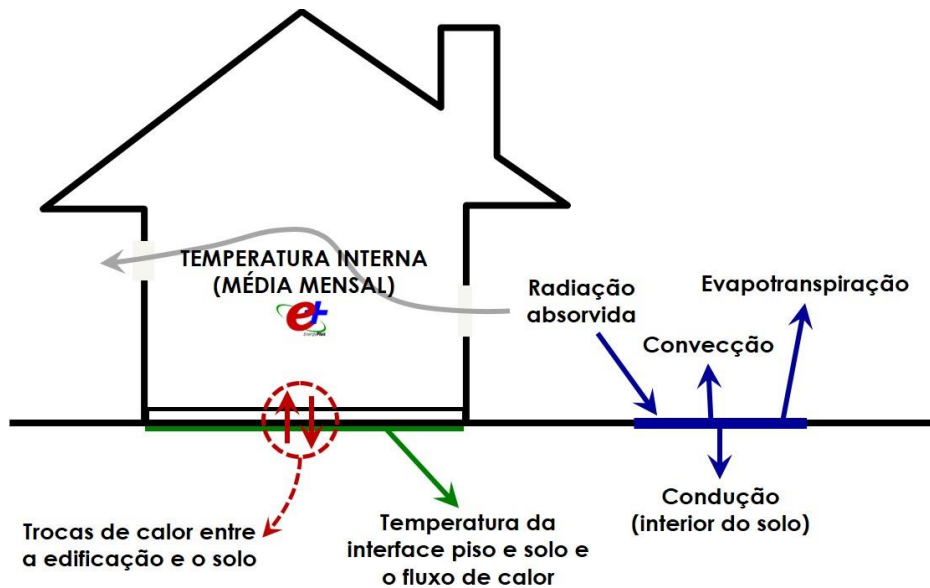 TEMPERATURA INTERNA
(MÉDIA MENSAL)
e+
EnergyPlus
Radiação
absorvida
Evapotranspiração
Convecção
Condução
(interior do solo)
Trocas de calor entre
a edificação e o solo
Temperatura da
interface piso e solo e
o fluxo de calor